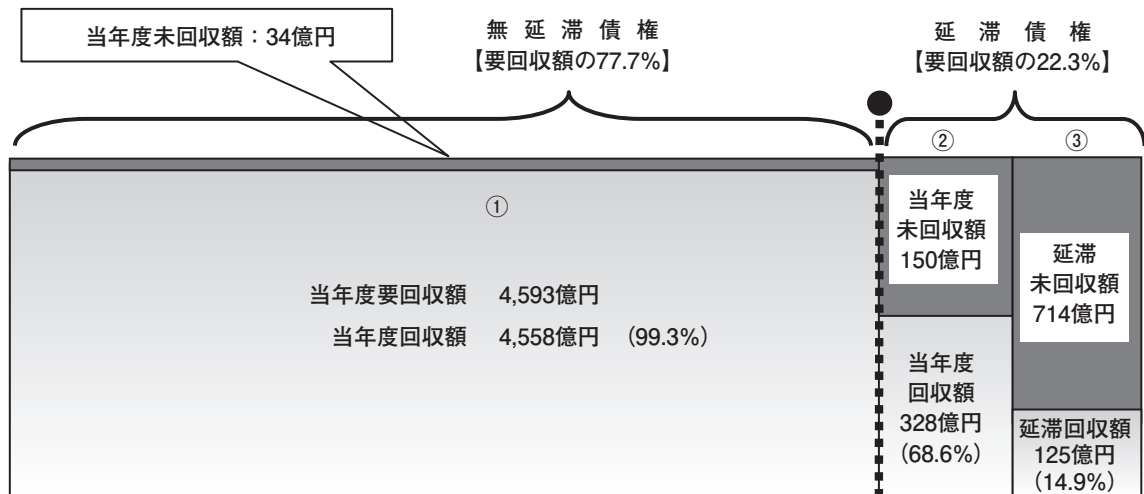 当年度未回収額：34億円
無延滞債権
【要回収額の77.7%】
延滞債権
【要回収額の22.3%】
①
当年度要回収額 4,593億円
当年度回収額 4,558億円 （99.3%）
②
当年度
未回収額
150億円
当年度
回収額
328億円
（68.6%）
③
延滞
未回収額
714億円
延滞回収額
125億円
（14.9%）